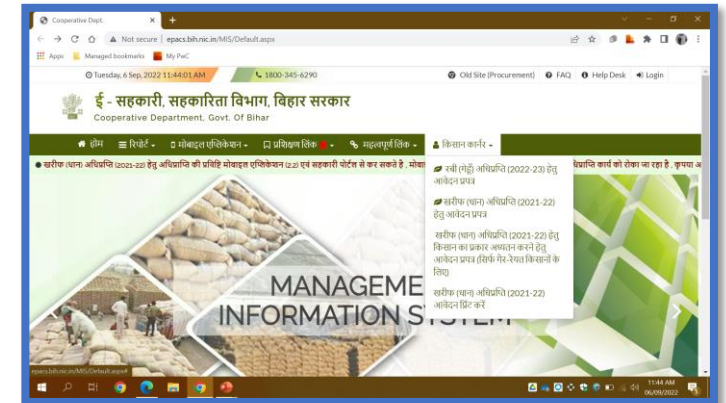 Cooperative Dept.
Not secure | epacs.bih.nic.in/MIS/Default.aspx
Apps Managed bookmarks My PwC
Tuesday, 6 Sep, 2022 11:44:01 AM 1800-345-6290 Old Site (Procurement) FAQ Help Desk Login
ई - सहकारी, सहकारिता विभाग, बिहार सरकार
Cooperative Department, Govt. Of Bihar
होम रिपोर्ट मोबाइल एप्लिकेशन प्रशिक्षण लिंक महत्वपूर्ण लिंक किसान कार्नर
खरीफ (धान) अधिप्राप्ति (2021-22) हेतु अधिप्राप्ति की प्रविष्टि मोबाइल एप्लिकेशन (2.2) एवं सहकारी पोर्टल से कर सकते है , धिप्राप्ति कार्य को रोका जा रहा है , कृपया
रबी (गेहूँ) अधिप्राप्ति (2022-23) हेतु
आवेदन प्रपत्र
खरीफ (धान) अधिप्राप्ति (2021-22)
हेतु आवेदन प्रपत्र
खरीफ (धान) अधिप्राप्ति (2021-22) हेतु
किसान का प्रकार अध्यतन करने हेतु
आवेदन प्रपत्र (सिर्फ गैर-रैयत किसानों के
लिए)
खरीफ (धान) अधिप्राप्ति (2021-22)
आवेदन प्रिंट करें
MANAGEME
INFORMATION SYSTEM
epacs.bih.nic.in/MIS/Default.aspx#
11:44 AM
06/09/2022